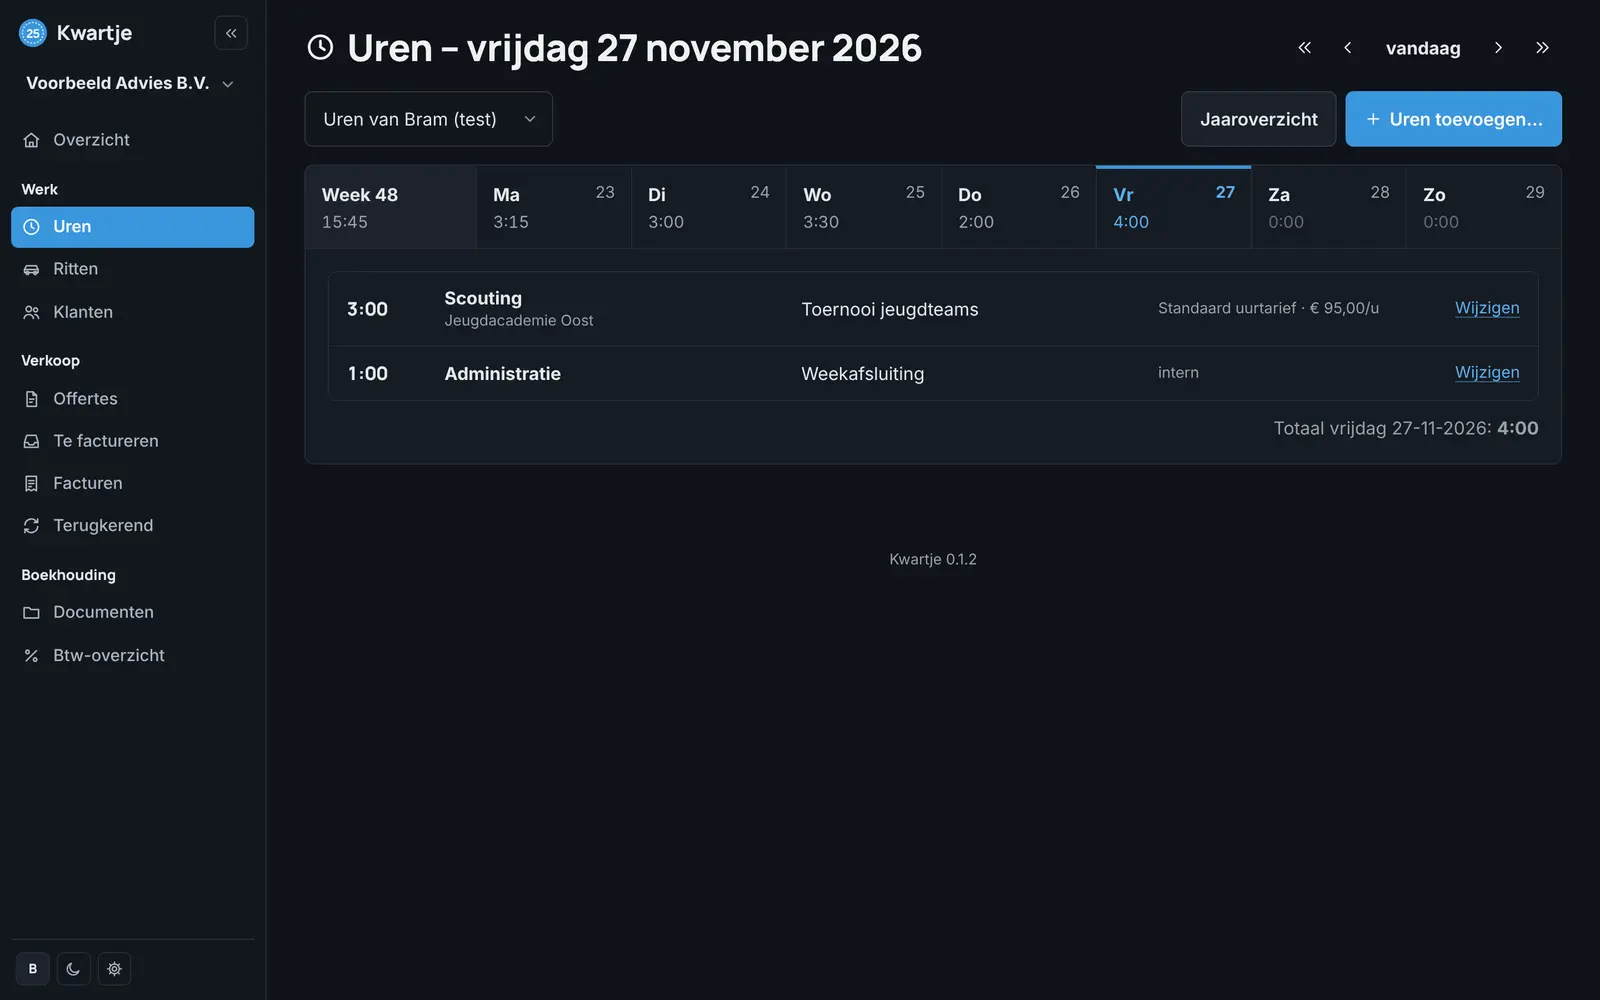 25 Kwartje
Voorbeeld Advies B.V.
Overzicht
Werk
Uren
Ritten
Klanten
Verkoop
Offertes
Te factureren
Facturen
Terugkerend
Boekhouding
Documenten
Btw-overzicht
B
Uren – vrijdag 27 november 2026
« ‹ vandaag › »
Uren van Bram (test)
Jaaroverzicht
+ Uren toevoegen...
Week 48
15:45
Ma 23
3:15
Di 24
3:00
Wo 25
3:30
Do 26
2:00
Vr 27
4:00
Za 28
0:00
Zo 29
0:00
3:00 Scouting Toernooi jeugdteams Standaard uurtarief · € 95,00/u Wijzigen
Jeugdacademie Oost
1:00 Administratie Weekafsluiting intern Wijzigen
Totaal vrijdag 27-11-2026: 4:00
Kwartje 0.1.2